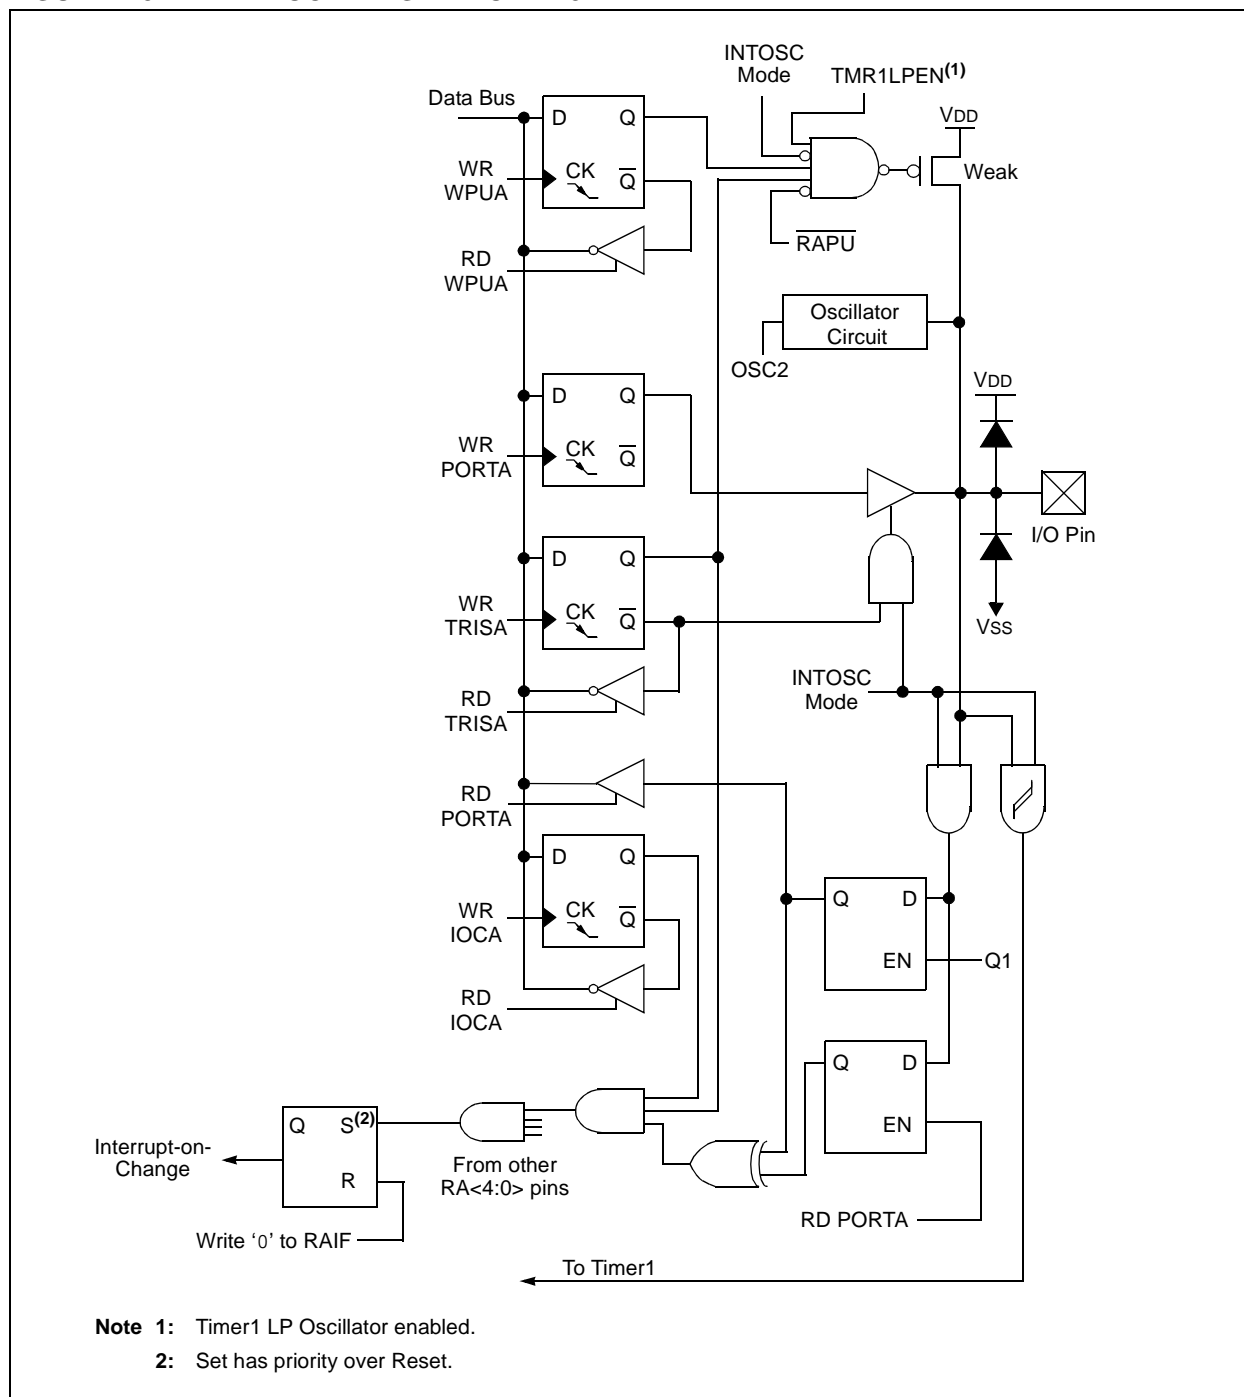 INTOSC
Mode
TMR1LPEN(1)
Data Bus
D
Q
VDD
WR
WPUA
CK
Q
Weak
RAPU
RD
WPUA
Oscillator
Circuit
OSC2
VDD
D
Q
WR
PORTA
CK
Q
I/O Pin
D
Q
WR
TRISA
CK
Q
VSS
INTOSC
Mode
RD
TRISA
RD
PORTA
D
Q
WR
IOCA
CK
Q
Q
D
EN
Q1
RD
IOCA
Q
D
EN
Q
S(2)
R
Interrupt-on-
Change
From other
RA<4:0> pins
RD PORTA
Write ‘0’ to RAIF
To Timer1
Note 1: Timer1 LP Oscillator enabled.
2: Set has priority over Reset.